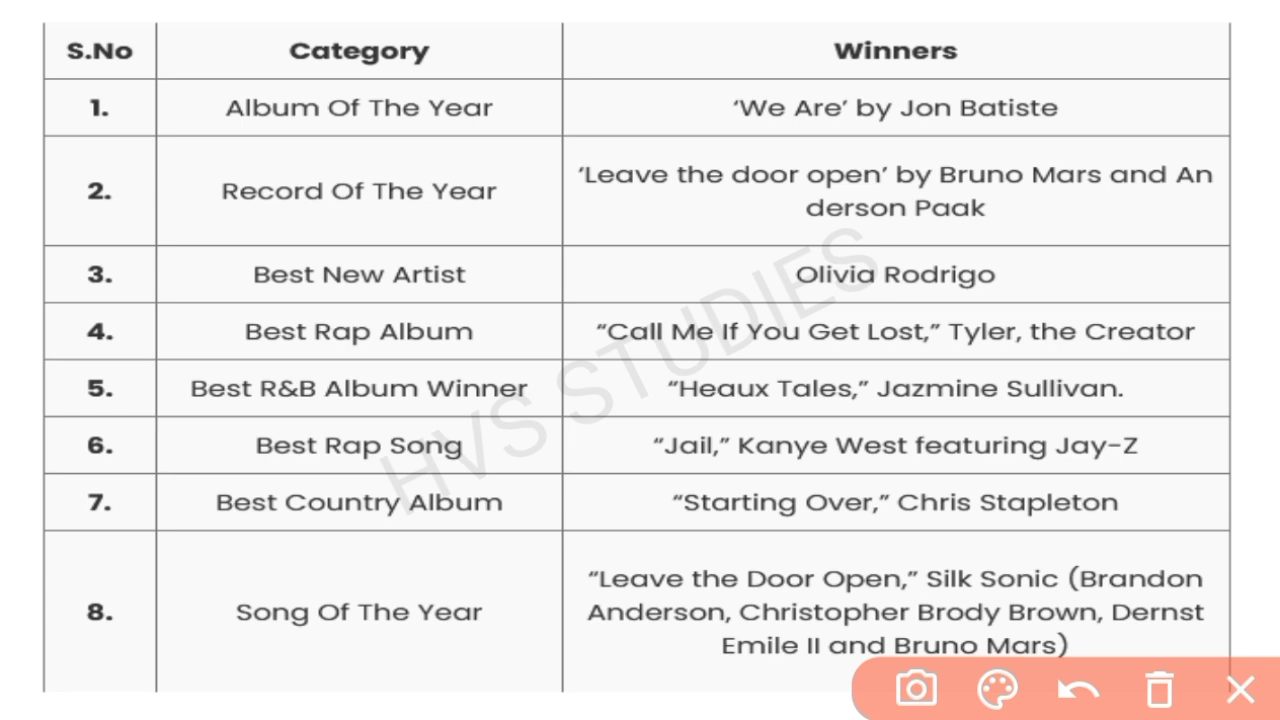 S.No Category Winners
1. Album Of The Year ‘We Are’ by Jon Batiste
2. Record Of The Year ‘Leave the door open’ by Bruno Mars and An
derson Paak
3. Best New Artist Olivia Rodrigo
4. Best Rap Album “Call Me If You Get Lost,” Tyler, the Creator
5. Best R&B Album Winner “Heaux Tales,” Jazmine Sullivan.
6. Best Rap Song “Jail,” Kanye West featuring Jay-Z
7. Best Country Album “Starting Over,” Chris Stapleton
8. Song Of The Year “Leave the Door Open,” Silk Sonic (Brandon
Anderson, Christopher Brody Brown, Dernst
Emile II and Bruno Mars)
HVS STUDIES